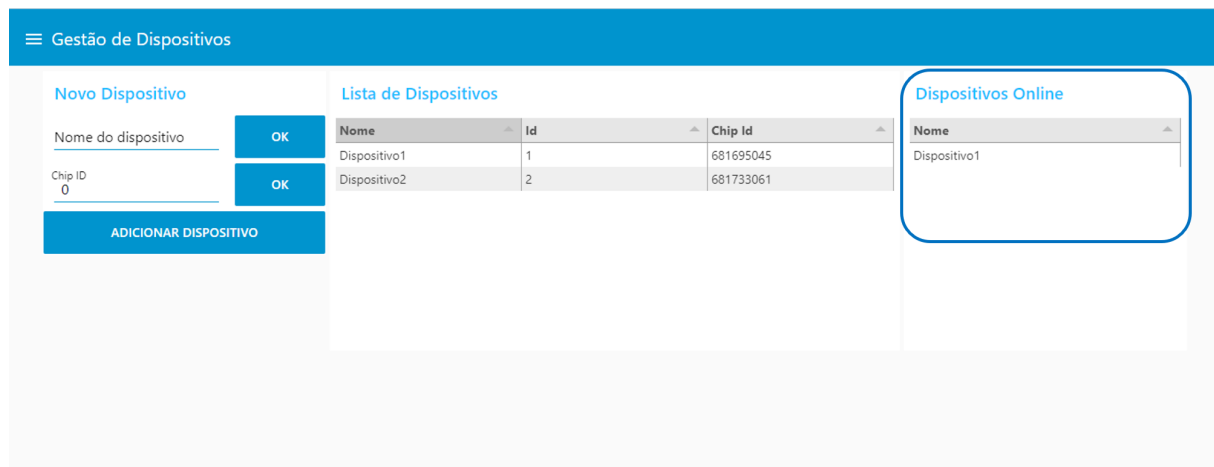 Gestão de Dispositivos
Novo Dispositivo
Nome do dispositivo OK
Chip ID
0 OK
ADICIONAR DISPOSITIVO
Lista de Dispositivos
Nome Id Chip Id
Dispositivo1 1 681695045
Dispositivo2 2 681733061
Dispositivos Online
Nome
Dispositivo1